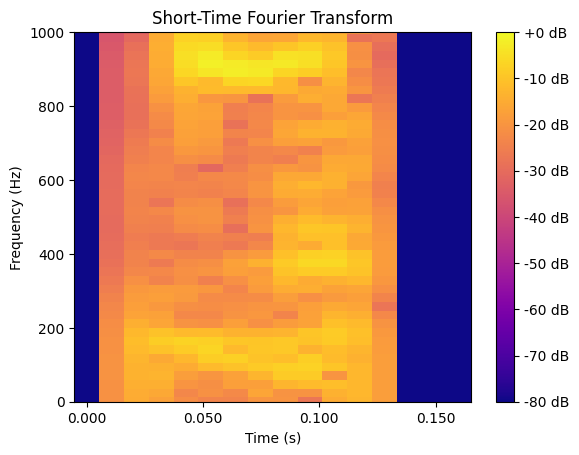 Short-Time Fourier Transform
1000
800
600
400
200
0
Frequency (Hz)
0.000
0.050
0.100
0.150
Time (s)
+0 dB
-10 dB
-20 dB
-30 dB
-40 dB
-50 dB
-60 dB
-70 dB
-80 dB